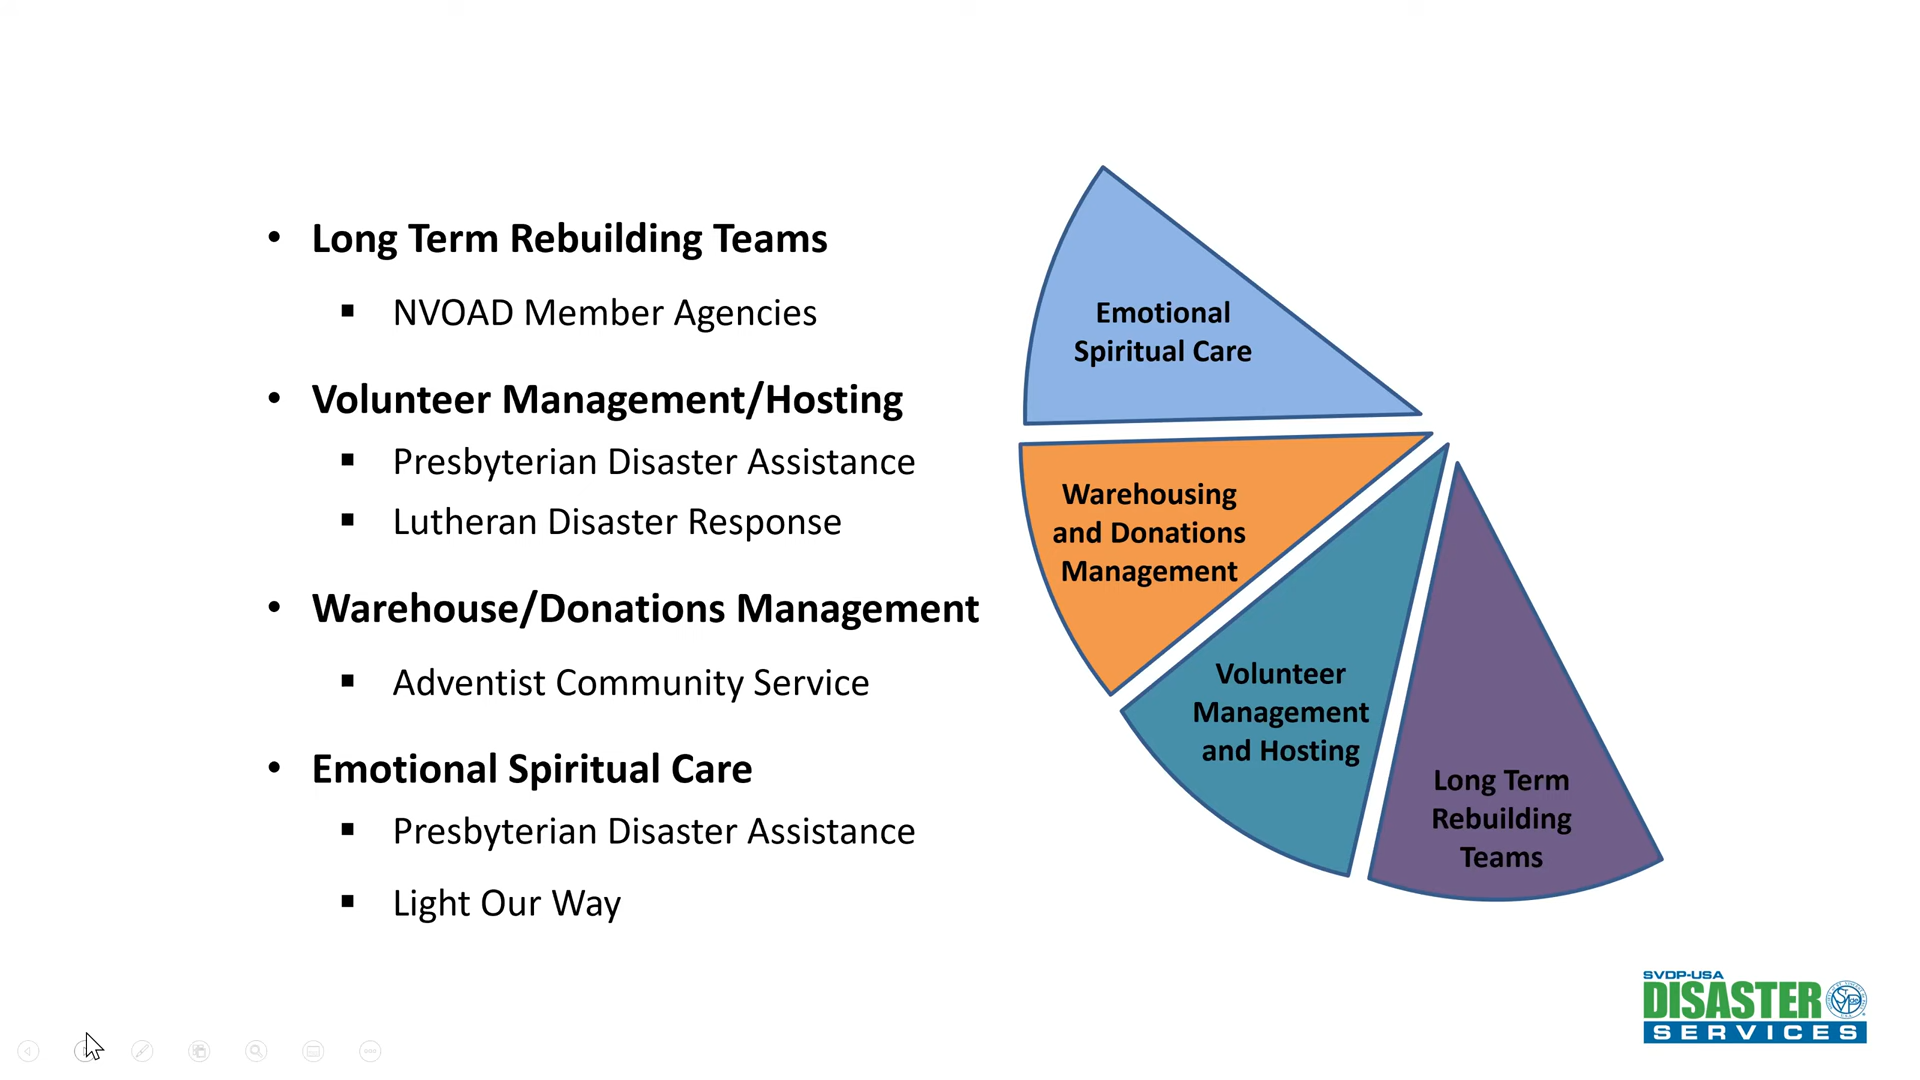 • Long Term Rebuilding Teams
▪ NVOAD Member Agencies
• Volunteer Management/Hosting
▪ Presbyterian Disaster Assistance
▪ Lutheran Disaster Response
• Warehouse/Donations Management
▪ Adventist Community Service
• Emotional Spiritual Care
▪ Presbyterian Disaster Assistance
▪ Light Our Way
Emotional
Spiritual Care
Warehousing
and Donations
Management
Volunteer
Management
and Hosting
Long Term
Rebuilding
Teams
SVDP-USA
DISASTER
SERVICES